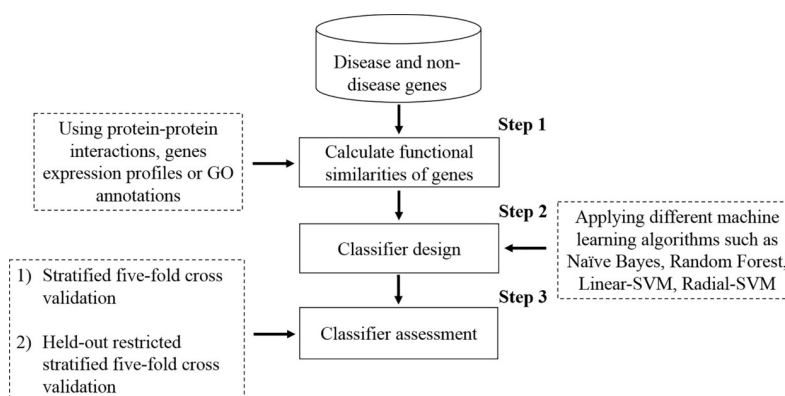 Disease and non-
disease genes
Step 1
Using protein-protein
interactions, genes
expression profiles or GO
annotations
Calculate functional
similarities of genes
Step 2
Classifier design
Applying different machine
learning algorithms such as
Naïve Bayes, Random Forest,
Linear-SVM, Radial-SVM
Step 3
1) Stratified five-fold cross
validation
2) Held-out restricted
stratified five-fold cross
validation
Classifier assessment